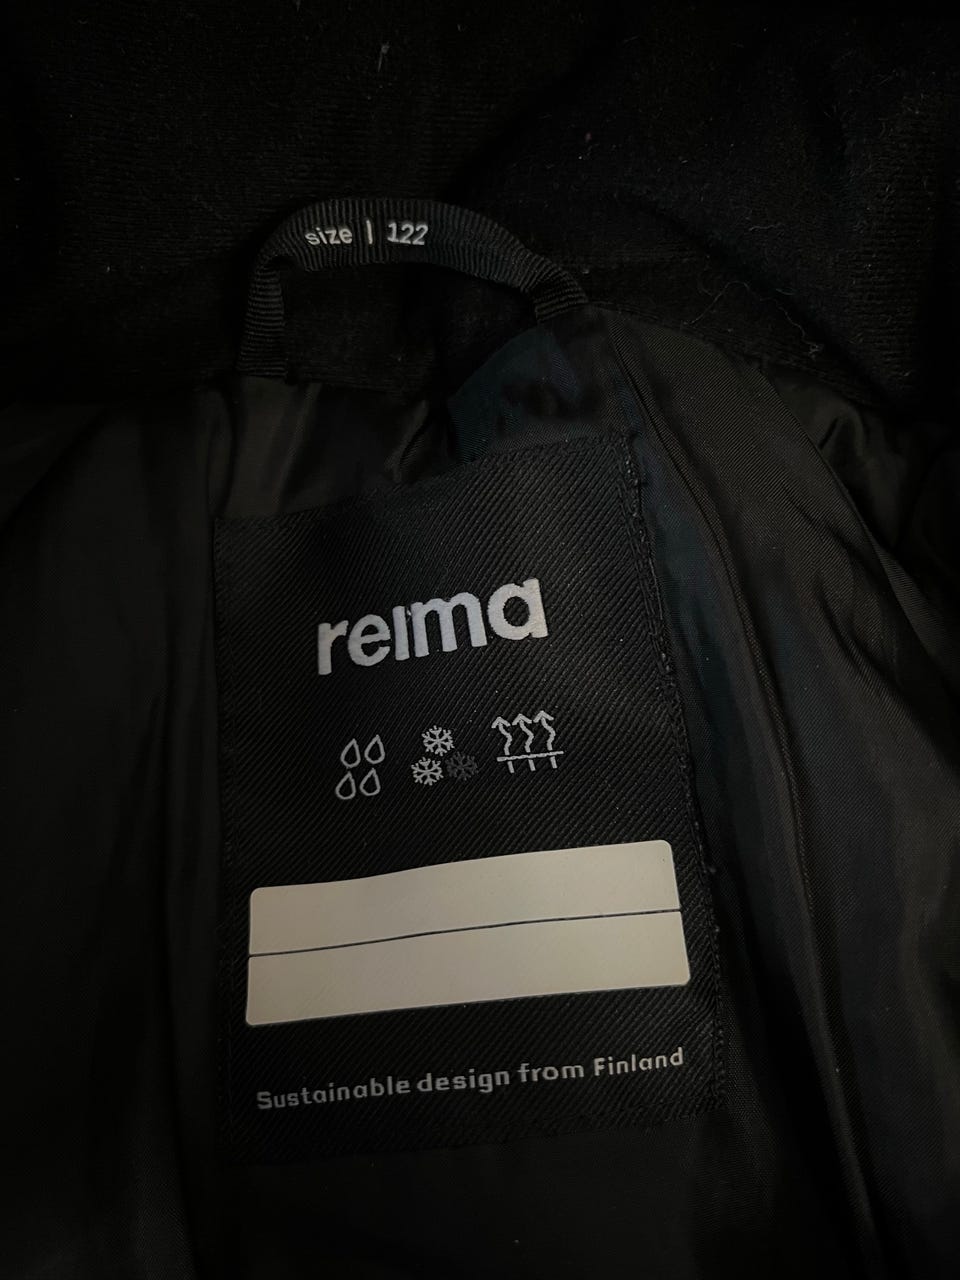 size | 122
reima
Sustainable design from Finland